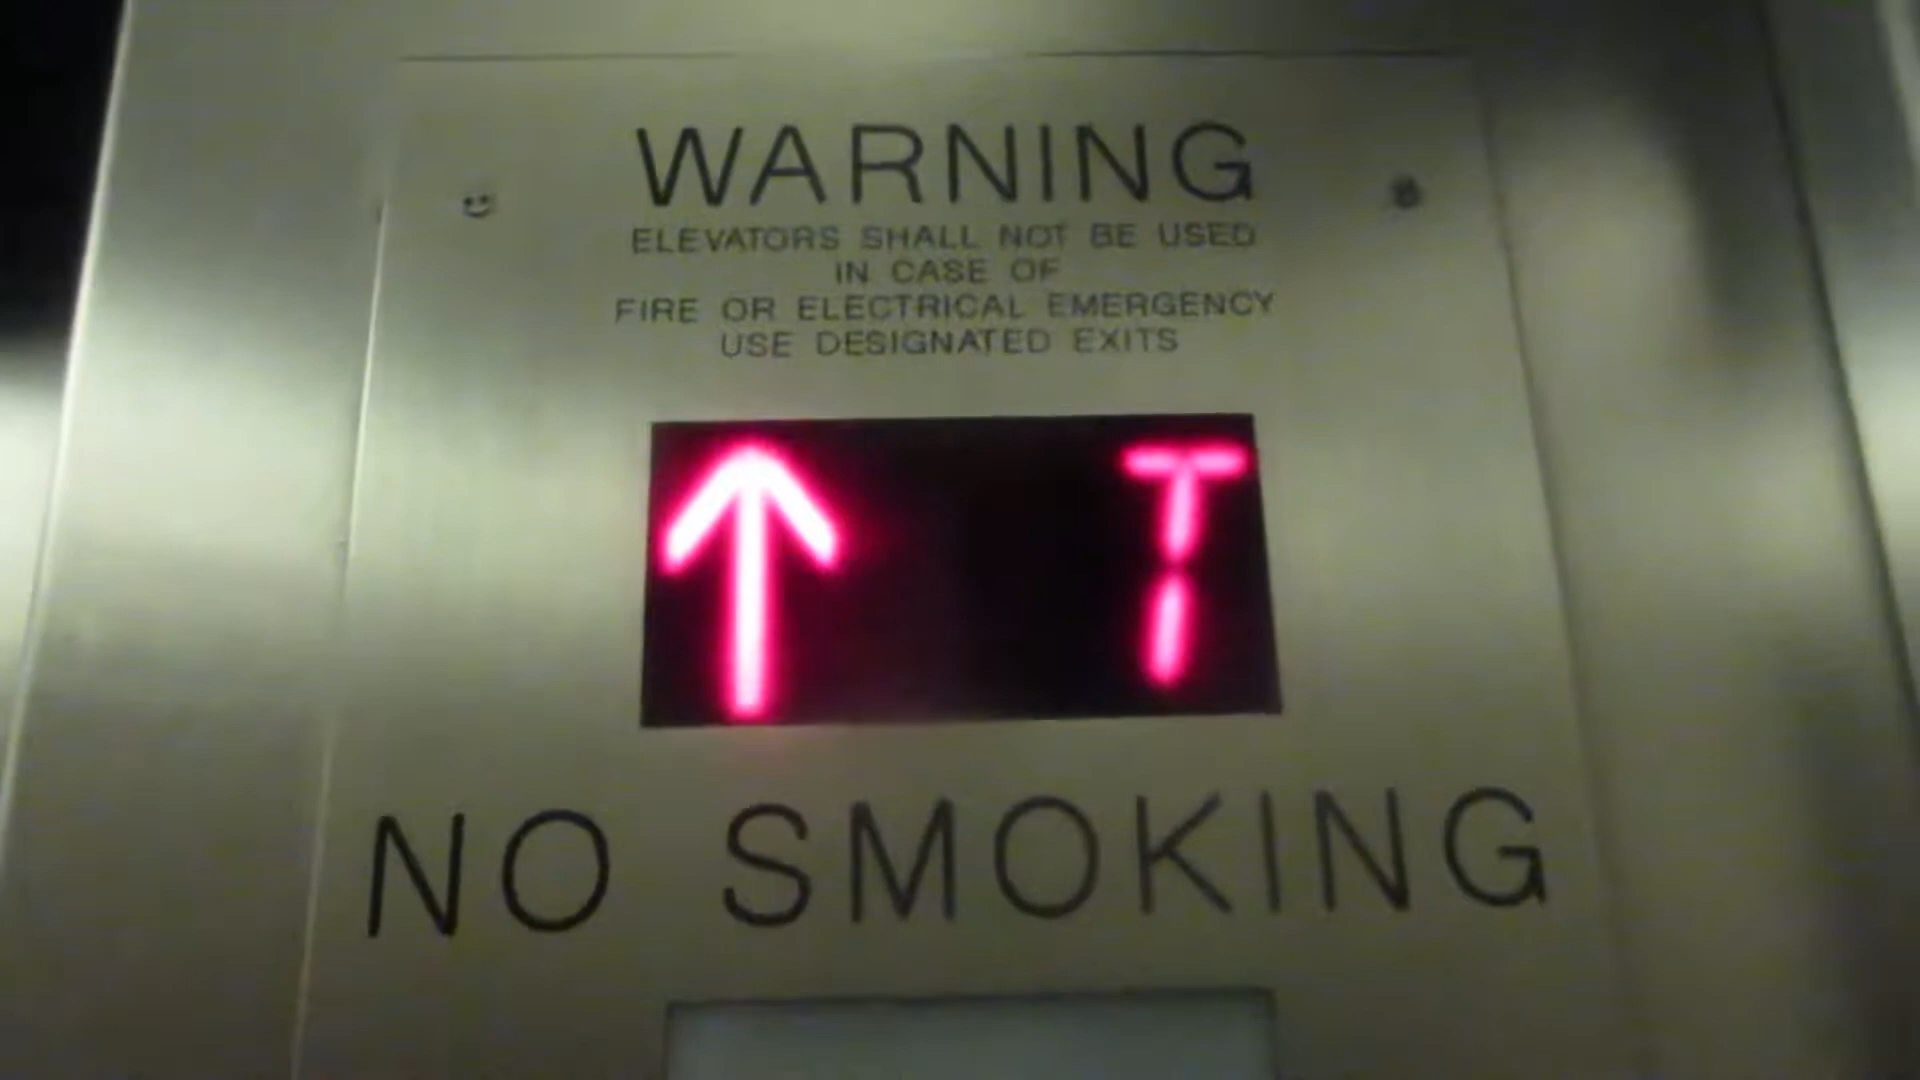 WARNING
ELEVATORS SHALL NOT BE USED
IN CASE OF
FIRE OR ELECTRICAL EMERGENCY
USE DESIGNATED EXITS
↑ T
NO SMOKING